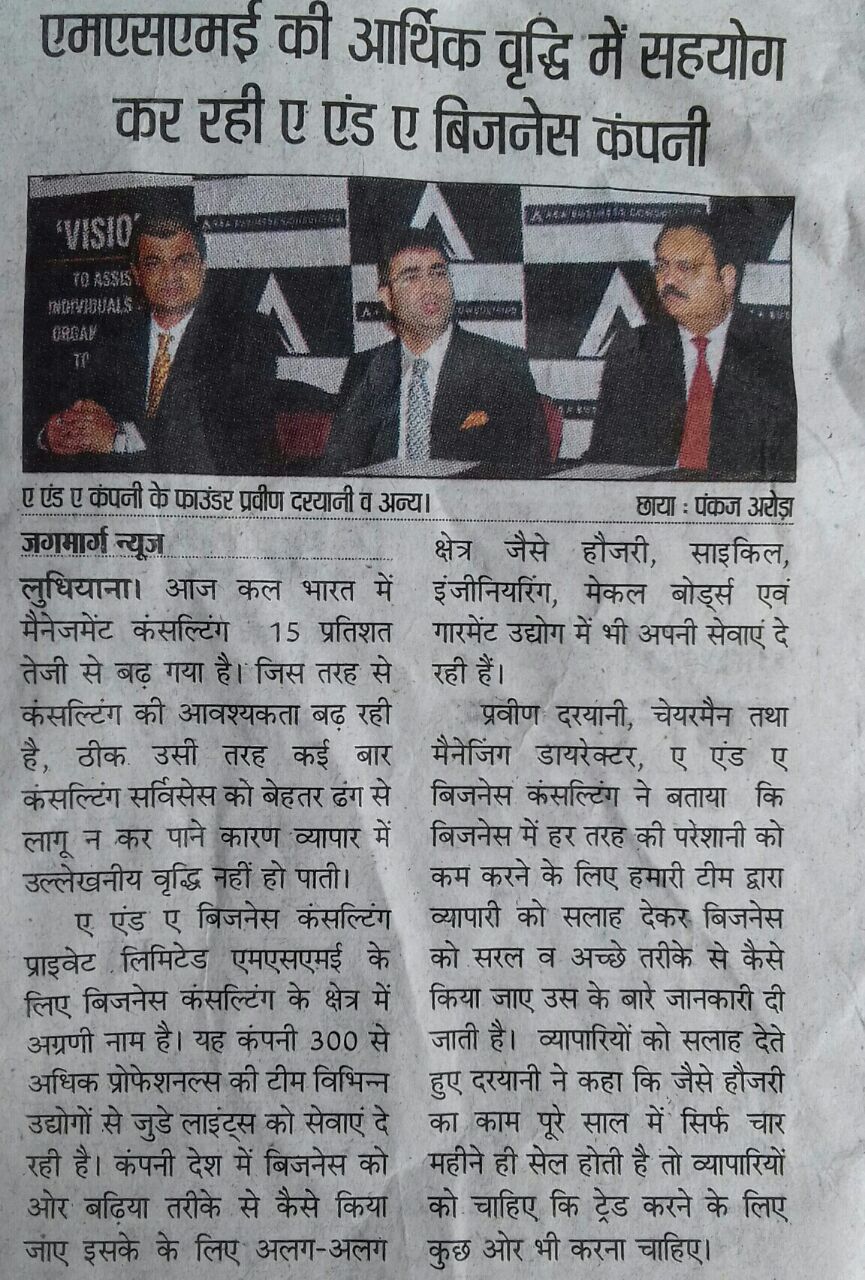 एमएसएमई की आर्थिक वृद्धि में सहयोग
कर रही ए एंड ए बिजनेस कंपनी
'VISIO
TO ASSIS
INDIVIDUALS
ORGAN
TO
A&A BUSINESS CONSULTING
ए एंड ए कंपनी के फाउंडर प्रवीण दरयानी व अन्य।
छाया : पंकज अरोड़ा
जगमार्ग न्यूज
लुधियाना। आज कल भारत में
मैनेजमेंट कंसल्टिंग 15 प्रतिशत
तेजी से बढ़ गया है। जिस तरह से
कंसल्टिंग की आवश्यकता बढ़ रही
है, ठीक उसी तरह कई बार
कंसल्टिंग सर्विसेस को बेहतर ढंग से
लागू न कर पाने कारण व्यापार में
उल्लेखनीय वृद्धि नहीं हो पाती।
ए एंड ए बिजनेस कंसल्टिंग
प्राइवेट लिमिटेड एमएसएमई के
लिए बिजनेस कंसल्टिंग के क्षेत्र में
अग्रणी नाम है। यह कंपनी 300 से
अधिक प्रोफेशनल्स की टीम विभिन्न
उद्योगों से जुडे लाइंट्स को सेवाएं दे
रही है। कंपनी देश में बिजनेस को
ओर बढ़िया तरीके से कैसे किया
जाए इसके के लिए अलग-अलग
क्षेत्र जैसे हौजरी, साइकिल,
इंजीनियरिंग, मेकल बोर्ड्स एवं
गारमेंट उद्योग में भी अपनी सेवाएं दे
रही हैं।
प्रवीण दरयानी, चेयरमैन तथा
मैनेजिंग डायरेक्टर, ए एंड ए
बिजनेस कंसल्टिंग ने बताया कि
बिजनेस में हर तरह की परेशानी को
कम करने के लिए हमारी टीम द्वारा
व्यापारी को सलाह देकर बिजनेस
को सरल व अच्छे तरीके से कैसे
किया जाए उस के बारे जानकारी दी
जाती है। व्यापारियों को सलाह देते
हुए दरयानी ने कहा कि जैसे हौजरी
का काम पूरे साल में सिर्फ चार
महीने ही सेल होती है तो व्यापारियों
को चाहिए कि ट्रेड करने के लिए
कुछ ओर भी करना चाहिए।